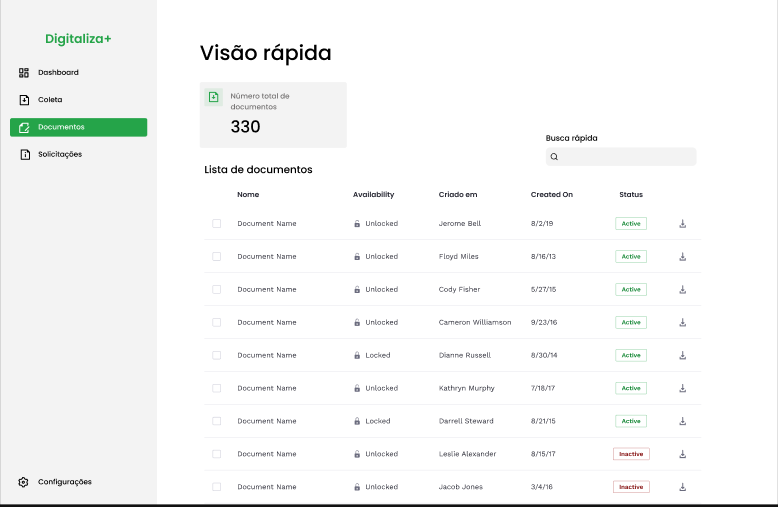 Digitaliza+
Dashboard
Coleta
Documentos
Solicitações
Configurações
Visão rápida
Número total de
documentos
330
Busca rápida
Lista de documentos
Nome Availability Criado em Created On Status
Document Name Unlocked Jerome Bell 8/2/19 Active
Document Name Unlocked Floyd Miles 8/16/13 Active
Document Name Unlocked Cody Fisher 5/27/15 Active
Document Name Unlocked Cameron Williamson 9/23/16 Active
Document Name Locked Dianne Russell 8/30/14 Active
Document Name Unlocked Kathryn Murphy 7/18/17 Active
Document Name Locked Darrell Steward 8/21/15 Active
Document Name Unlocked Leslie Alexander 8/15/17 Inactive
Document Name Unlocked Jacob Jones 3/4/16 Inactive